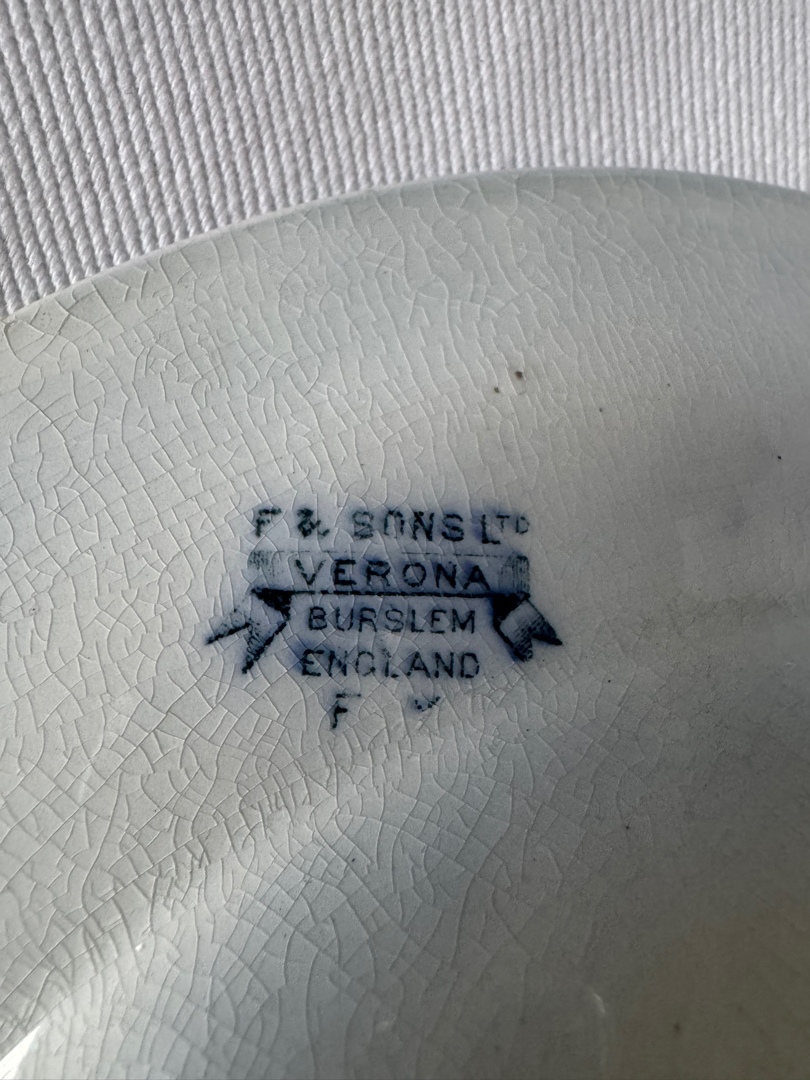 F & SONS LTD
VERONA
BURSLEM
ENGLAND
F